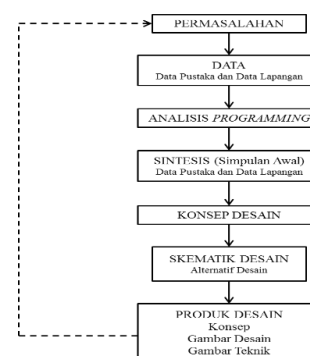 PERMASALAHAN
DATA
Data Pustaka dan Data Lapangan
ANALISIS PROGRAMMING
SINTESIS (Simpulan Awal)
Data Pustaka dan Data Lapangan
KONSEP DESAIN
SKEMATIK DESAIN
Alternatif Desain
PRODUK DESAIN
Konsep
Gambar Desain
Gambar Teknik